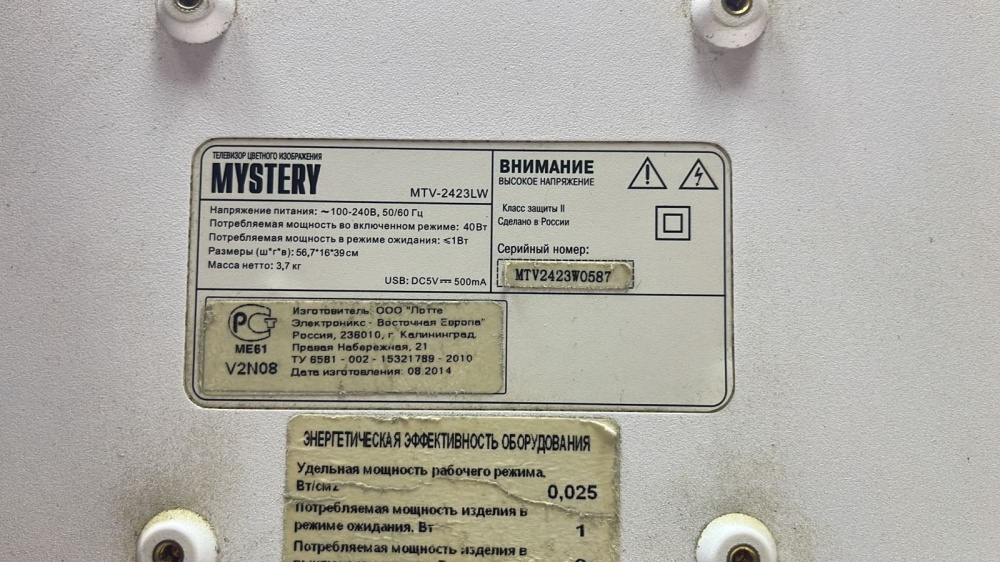 ТЕЛЕВИЗОР ЦВЕТНОГО ИЗОБРАЖЕНИЯ
MYSTERY
MTV-2423LW
Напряжение питания: ~100-240В, 50/60 Гц
Потребляемая мощность во включенном режиме: 40Вт
Потребляемая мощность в режиме ожидания: ≤1Вт
Размеры (ш*г*в): 56,7*16*39см
Масса нетто: 3,7 кг
USB: DC5V⎓500mA
ВНИМАНИЕ
ВЫСОКОЕ НАПРЯЖЕНИЕ
Класс защиты II
Сделано в России
Серийный номер:
MTV2423W0587
РСТ
МЕ61
V2N08
Изготовитель ООО "Лотте
Электроникс - Восточная Европа"
Россия, 236010, г. Калининград,
Правая Набережная, 21
ТУ 6581 - 002 - 15321789 - 2010
Дата изготовления: 08.2014
ЭНЕРГЕТИЧЕСКАЯ ЭФФЕКТИВНОСТЬ ОБОРУДОВАНИЯ
Удельная мощность рабочего режима,
Вт/см2 0,025
Потребляемая мощность изделия в
режиме ожидания, Вт 1
Потребляемая мощность изделия в